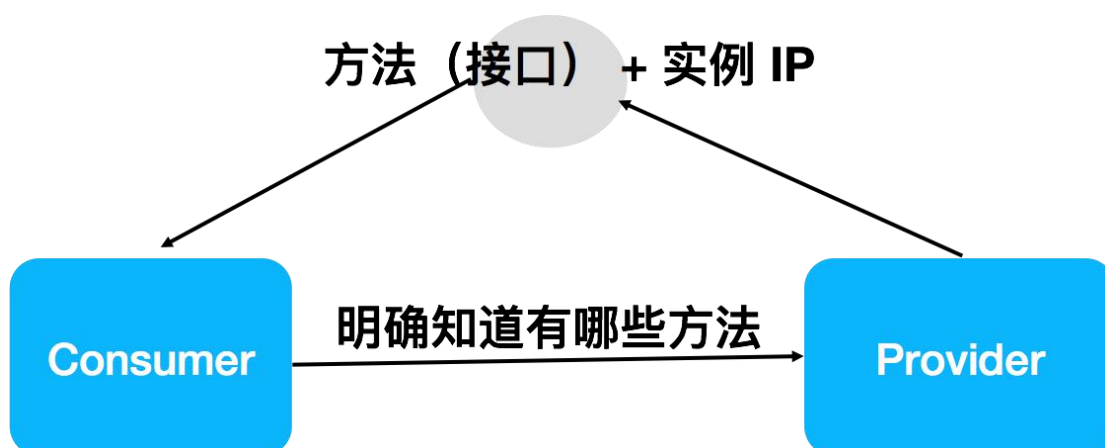 方法（接口） + 实例 IP
明确知道有哪些方法
Consumer
Provider